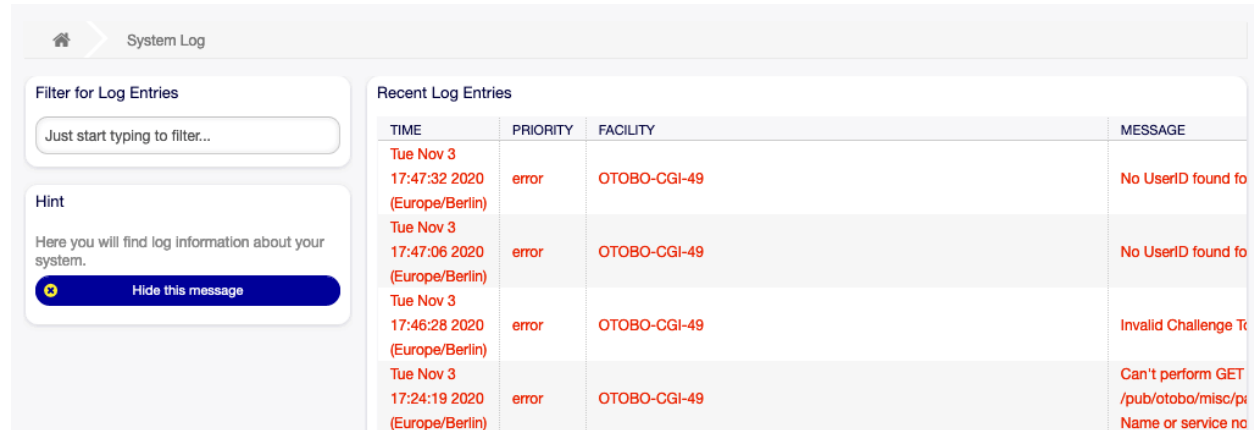 System Log
Filter for Log Entries
Just start typing to filter...
Hint
Here you will find log information about your
system.
Hide this message
Recent Log Entries
TIME PRIORITY FACILITY MESSAGE
Tue Nov 3
17:47:32 2020 error OTOBO-CGI-49 No UserID found fo
(Europe/Berlin)
Tue Nov 3
17:47:06 2020 error OTOBO-CGI-49 No UserID found fo
(Europe/Berlin)
Tue Nov 3
17:46:28 2020 error OTOBO-CGI-49 Invalid Challenge To
(Europe/Berlin)
Tue Nov 3 Can't perform GET
17:24:19 2020 error OTOBO-CGI-49 /pub/otobo/misc/pa
(Europe/Berlin) Name or service no